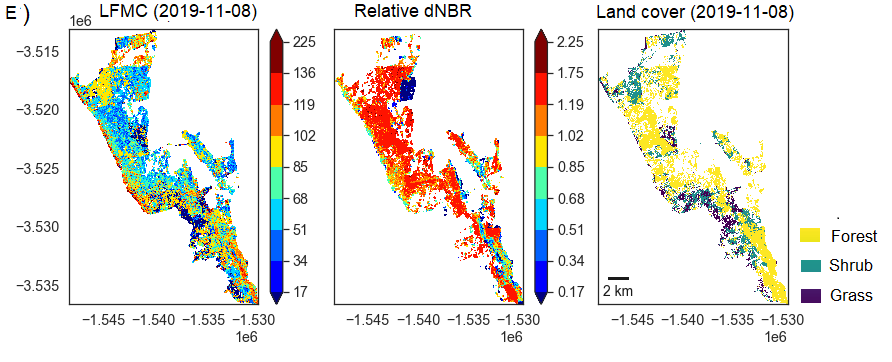 E)
LFMC (2019-11-08)
Relative dNBR
Land cover (2019-11-08)
1e6
−3.515
−3.520
−3.525
−3.530
−3.535
225
136
119
102
85
68
51
34
17
2.25
1.75
1.19
1.02
0.85
0.68
0.51
0.34
0.17
Forest
Shrub
Grass
2 km
−1.545 −1.540 −1.535 −1.530
1e6
−1.545 −1.540 −1.535 −1.530
1e6
−1.545 −1.540 −1.535 −1.530
1e6